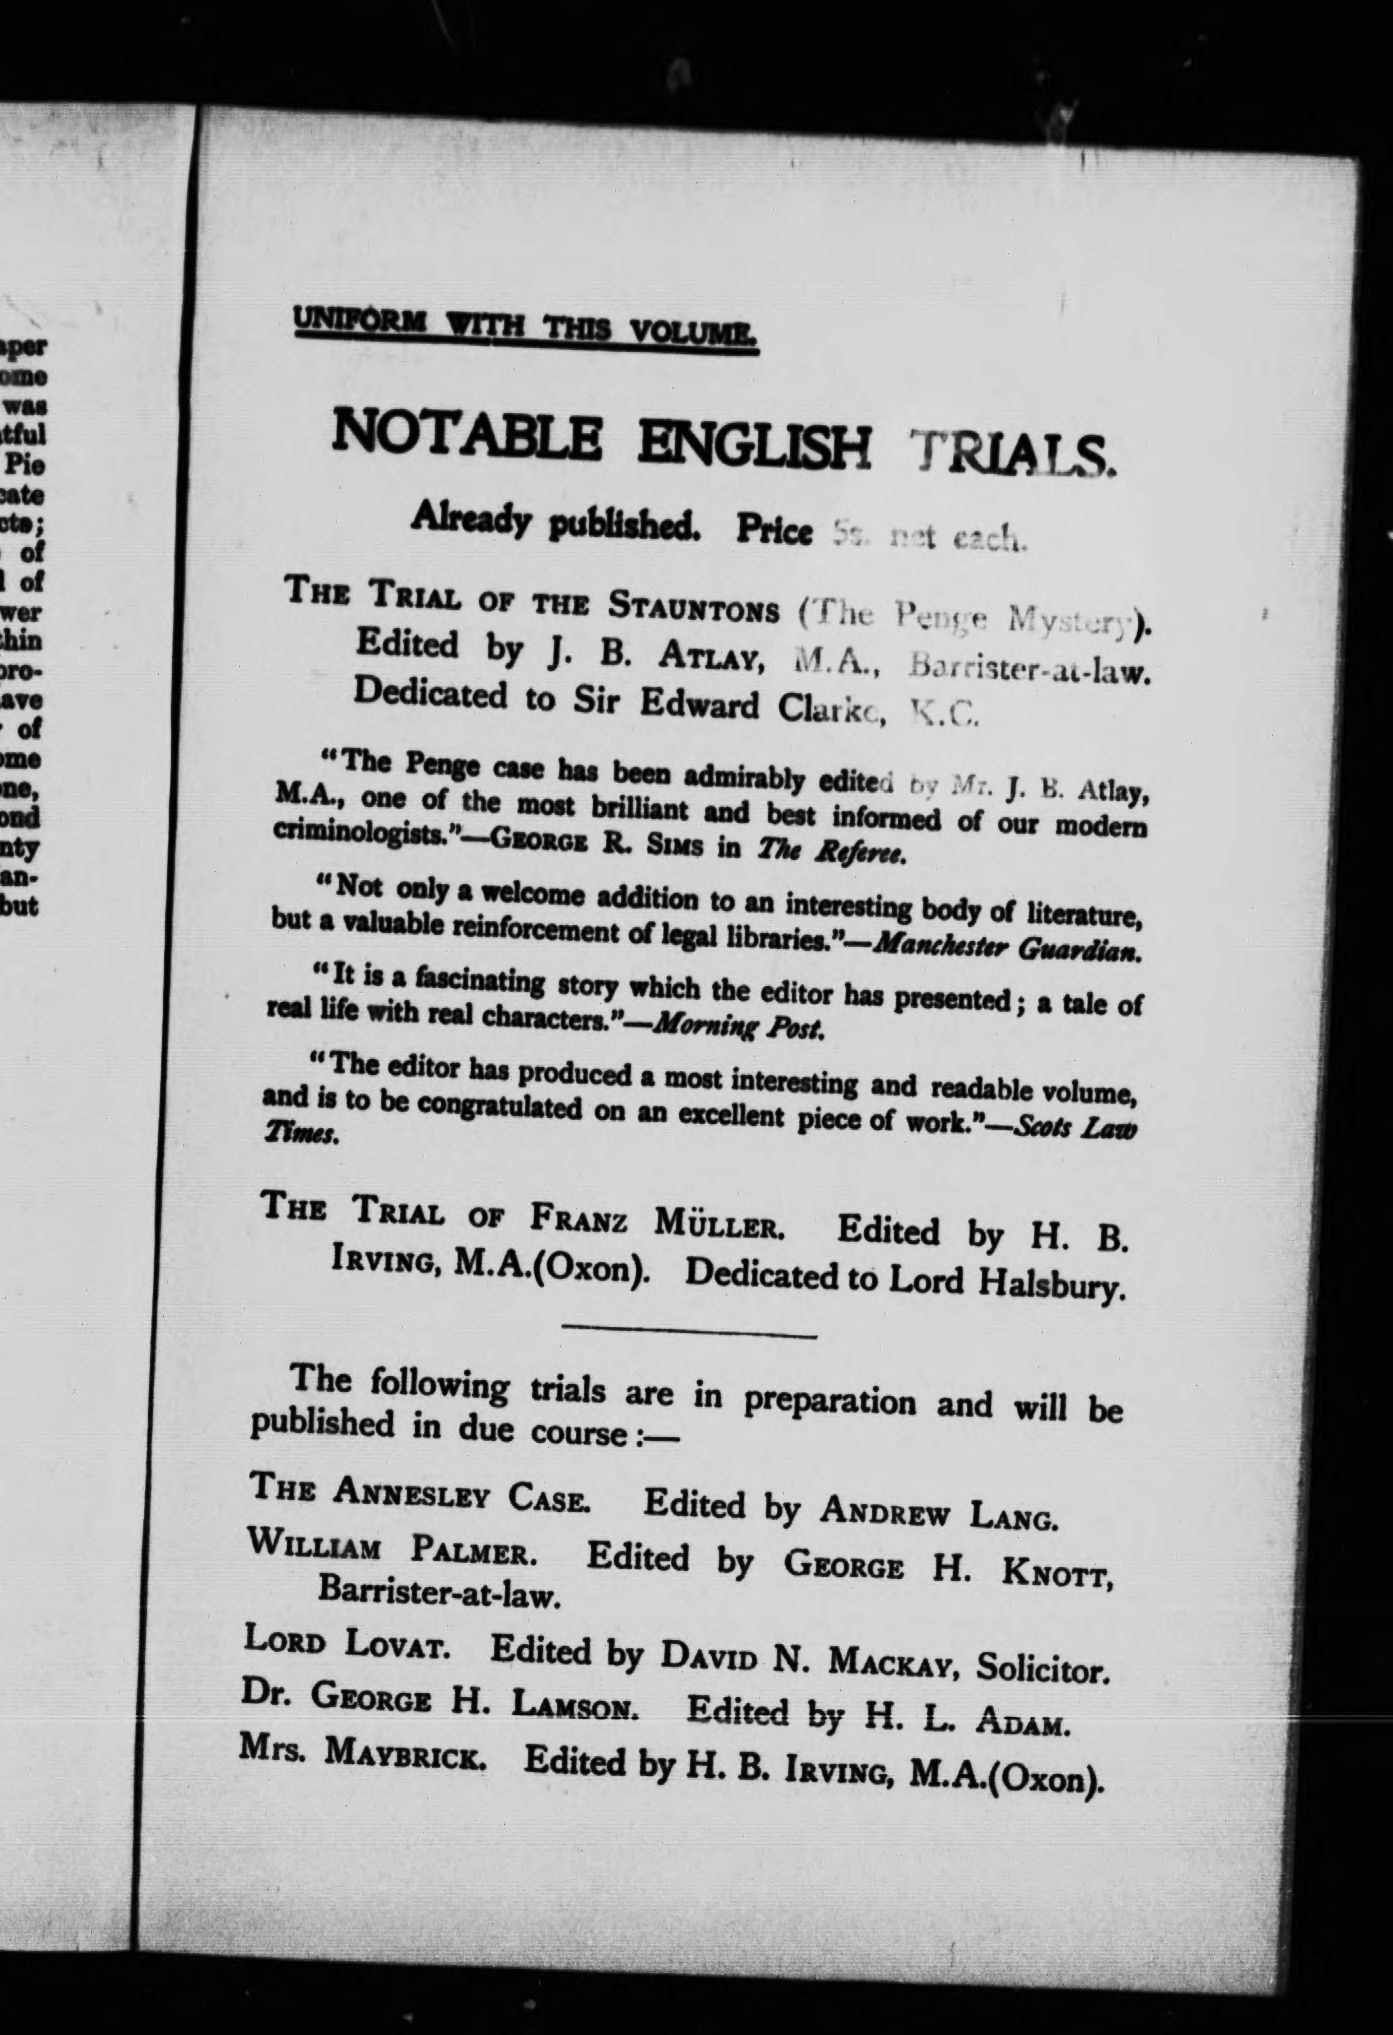 UNIFORM WITH THIS VOLUME.
NOTABLE ENGLISH TRIALS.
Already published. Price 5s. net each.
THE TRIAL OF THE STAUNTONS (The Penge Mystery).
Edited by J. B. ATLAY, M.A., Barrister-at-law.
Dedicated to Sir Edward Clarke, K.C.
"The Penge case has been admirably edited by Mr. J. B. Atlay,
M.A., one of the most brilliant and best informed of our modern
criminologists."—GEORGE R. SIMS in The Referee.
"Not only a welcome addition to an interesting body of literature,
but a valuable reinforcement of legal libraries."—Manchester Guardian.
"It is a fascinating story which the editor has presented; a tale of
real life with real characters."—Morning Post.
"The editor has produced a most interesting and readable volume,
and is to be congratulated on an excellent piece of work."—Scots Law
Times.
THE TRIAL OF FRANZ MÜLLER. Edited by H. B.
IRVING, M.A.(Oxon). Dedicated to Lord Halsbury.
The following trials are in preparation and will be
published in due course:—
THE ANNESLEY CASE. Edited by ANDREW LANG.
WILLIAM PALMER. Edited by GEORGE H. KNOTT,
Barrister-at-law.
LORD LOVAT. Edited by DAVID N. MACKAY, Solicitor.
Dr. GEORGE H. LAMSON. Edited by H. L. ADAM.
Mrs. MAYBRICK. Edited by H. B. IRVING, M.A.(Oxon).